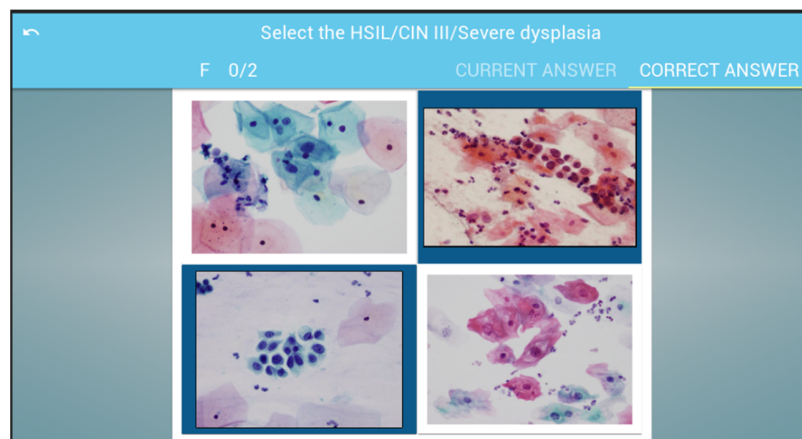 Select the HSIL/CIN III/Severe dysplasia
F 0/2 CURRENT ANSWER CORRECT ANSWER